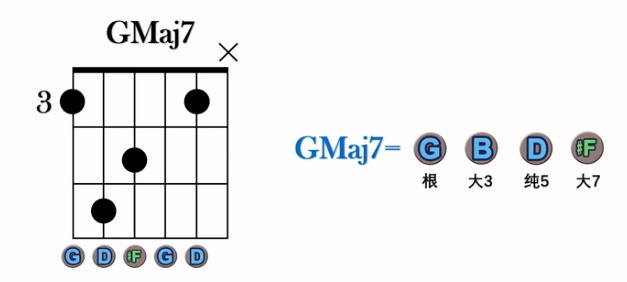 GMaj7
×
3
GMaj7= G B D #F
根 大3 纯5 大7
G D #F G D